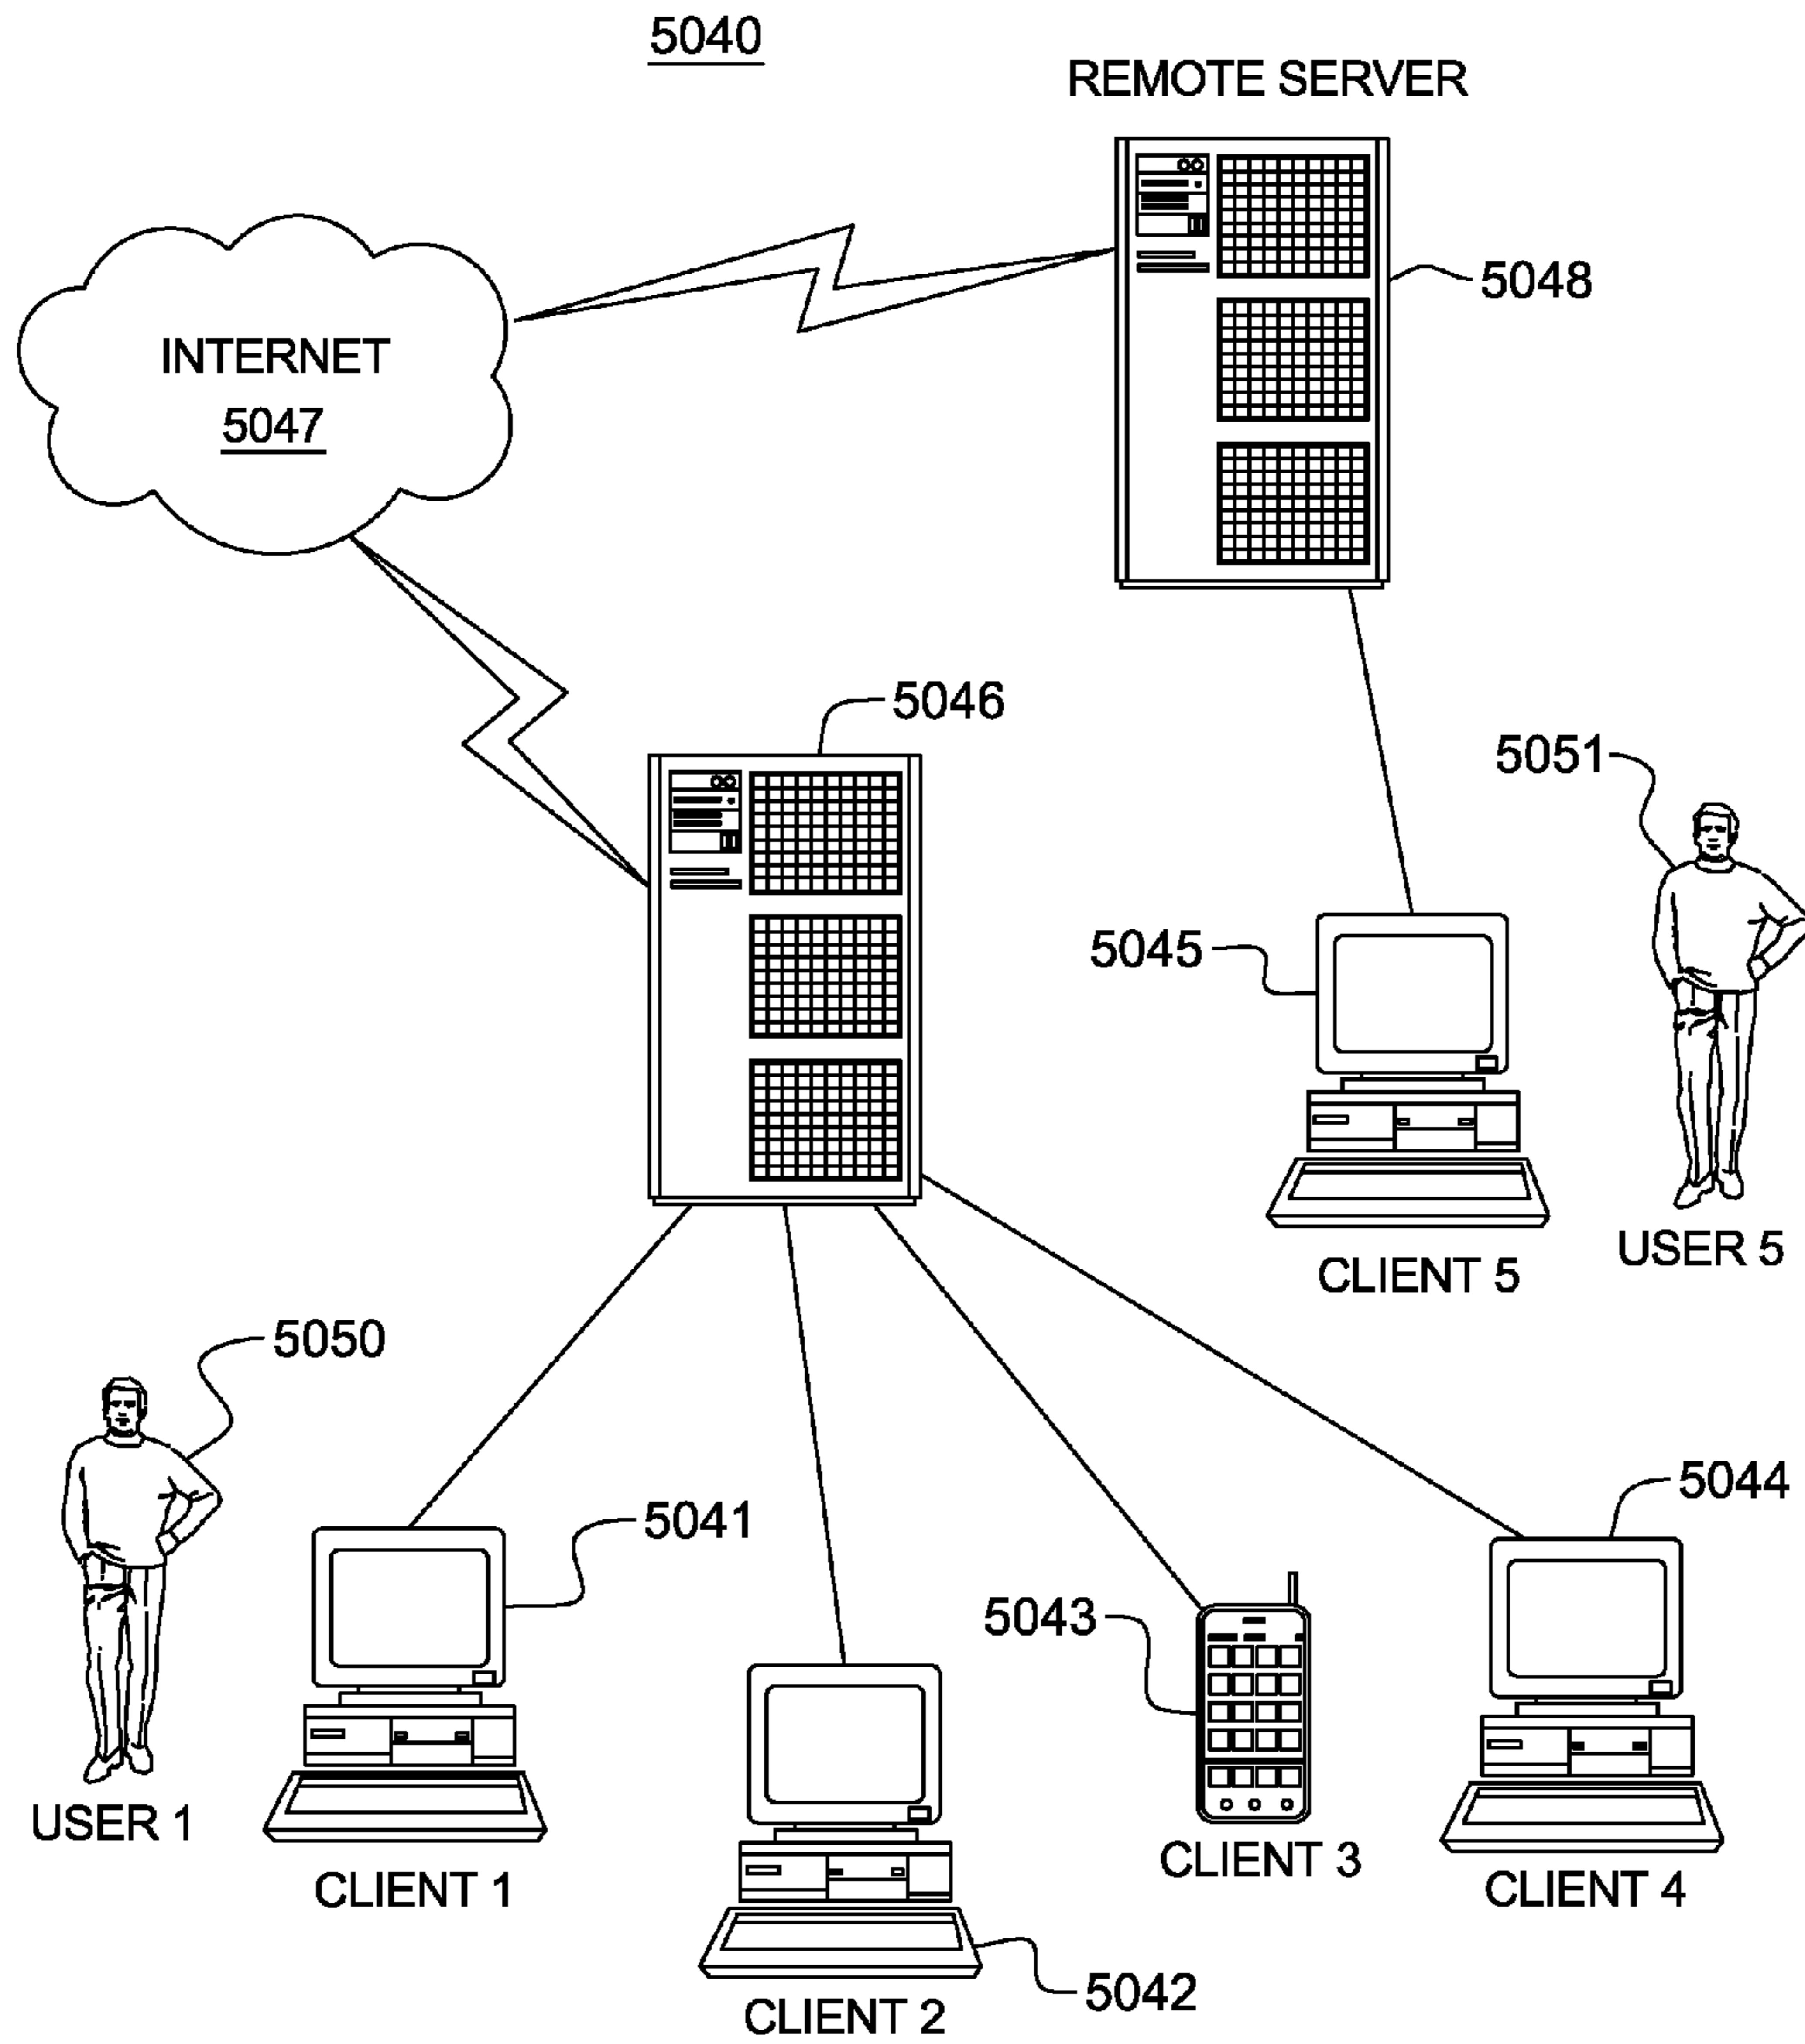 5040
REMOTE SERVER
5048
INTERNET
5047
5046
5051
5045
USER 5
CLIENT 5
5050
5041
5044
5043
USER 1
CLIENT 1
CLIENT 3
CLIENT 4
5042
CLIENT 2